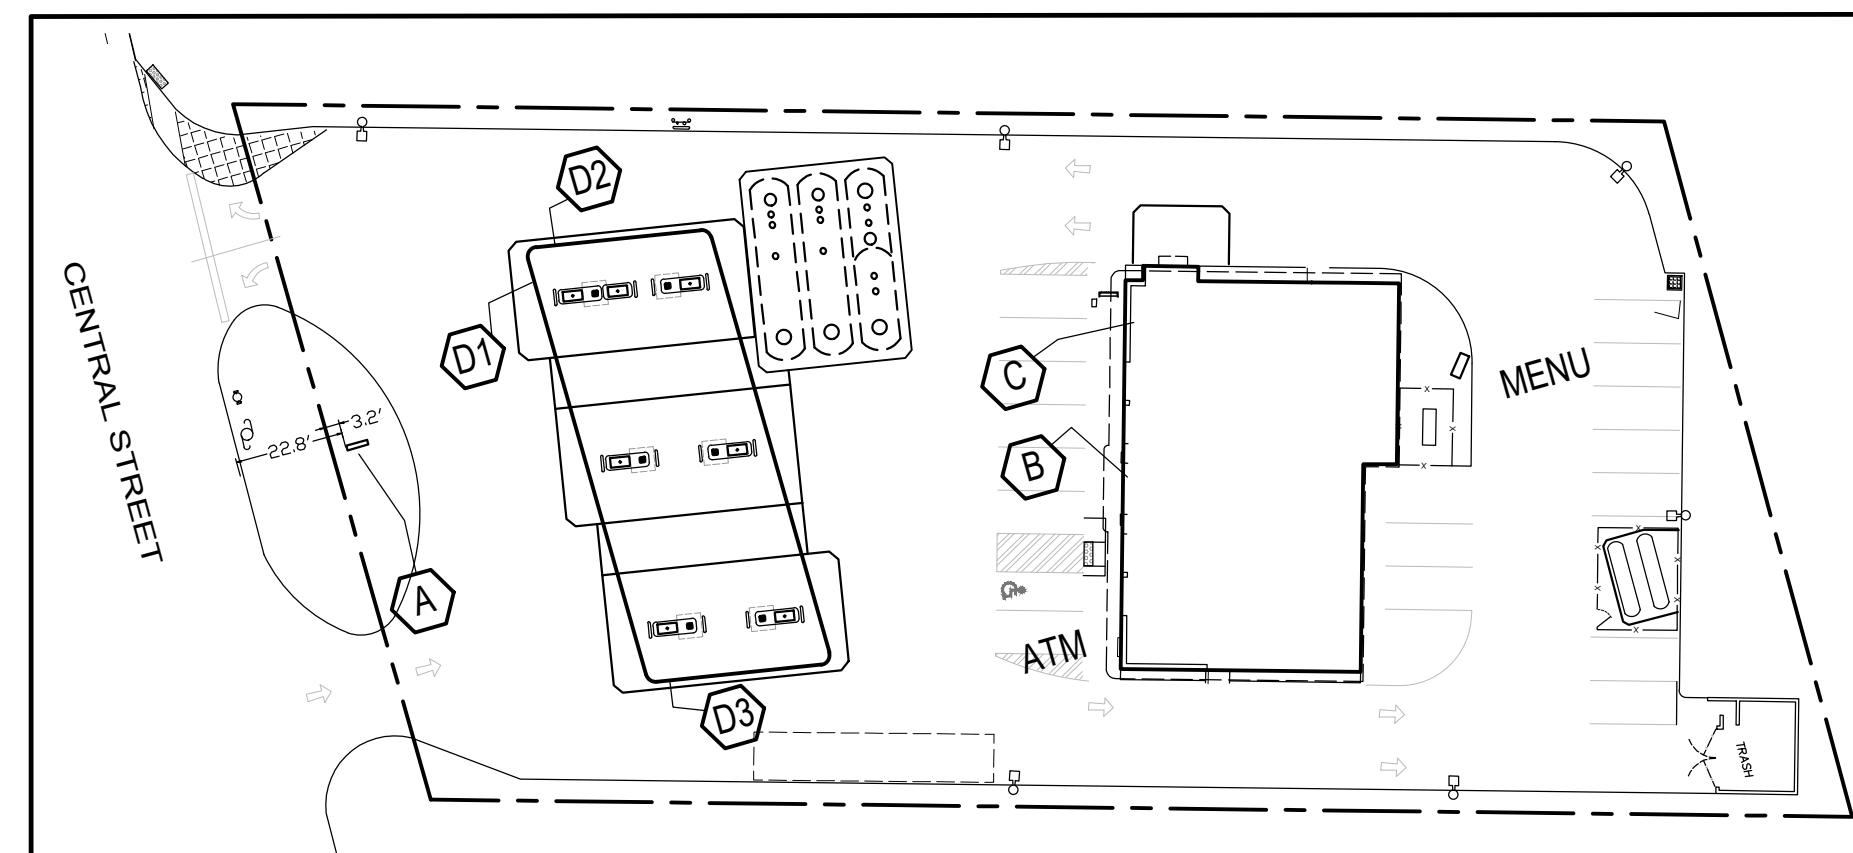 D2
CENTRAL STREET
D1
C
MENU
3.2'
22.8'
B
A
ATM
D3
TRASH